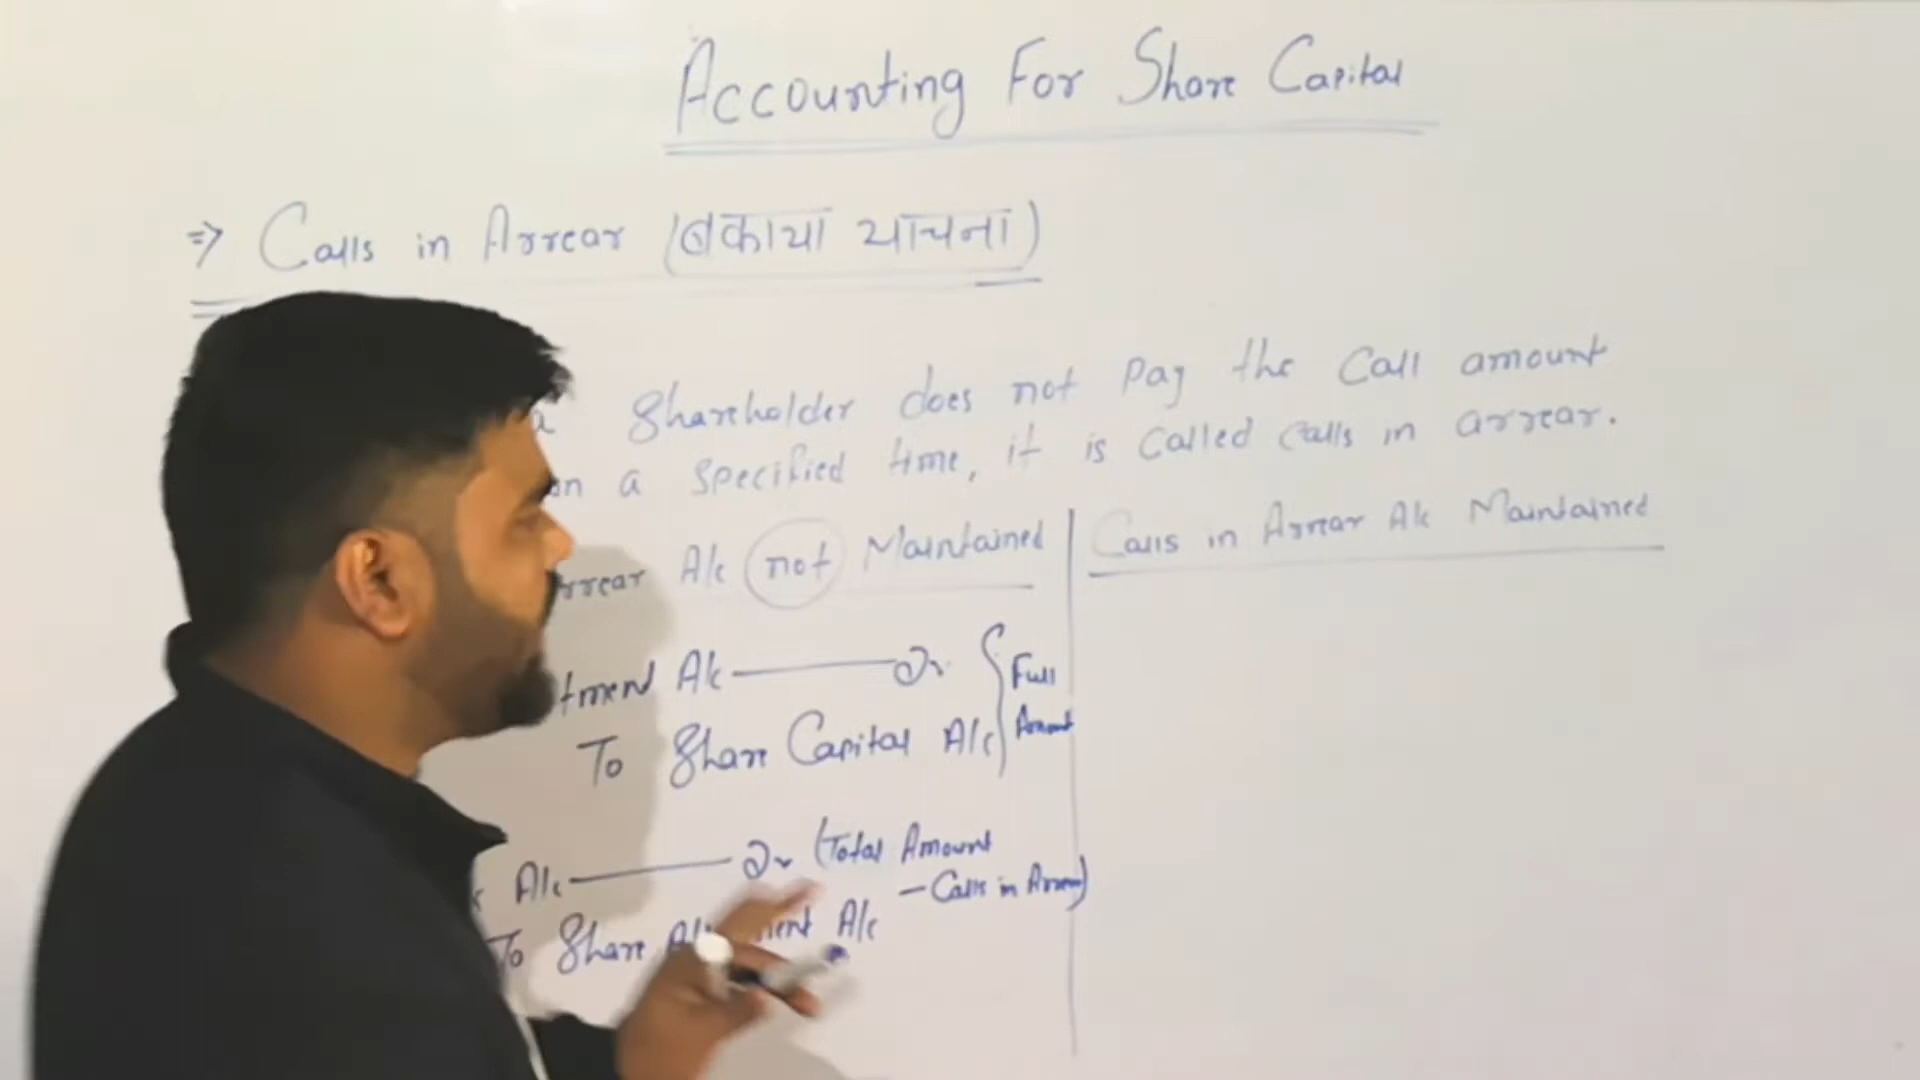 Accounting For Share Capital
⇒ Calls in Arrear (बकाया याचना)
a Shareholder does not Pay the Call amount
on a specified time, it is called calls in arrear.
rrear A/c not Maintained
Calls in Arrear A/c Maintained
tment A/c ——— Dr
To Share Capital A/c
Full Amount
A/c ——— Dr (Total Amount
— Calls in Arrear)
To Share A/c